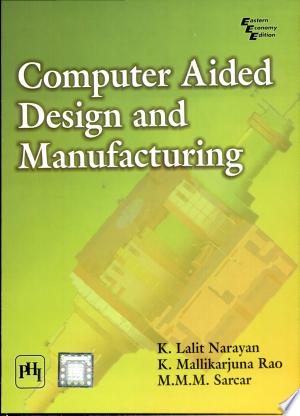 Eastern
Economy
Edition
Computer Aided
Design and
Manufacturing
K. Lalit Narayan
K. Mallikarjuna Rao
M.M.M. Sarcar
PHI